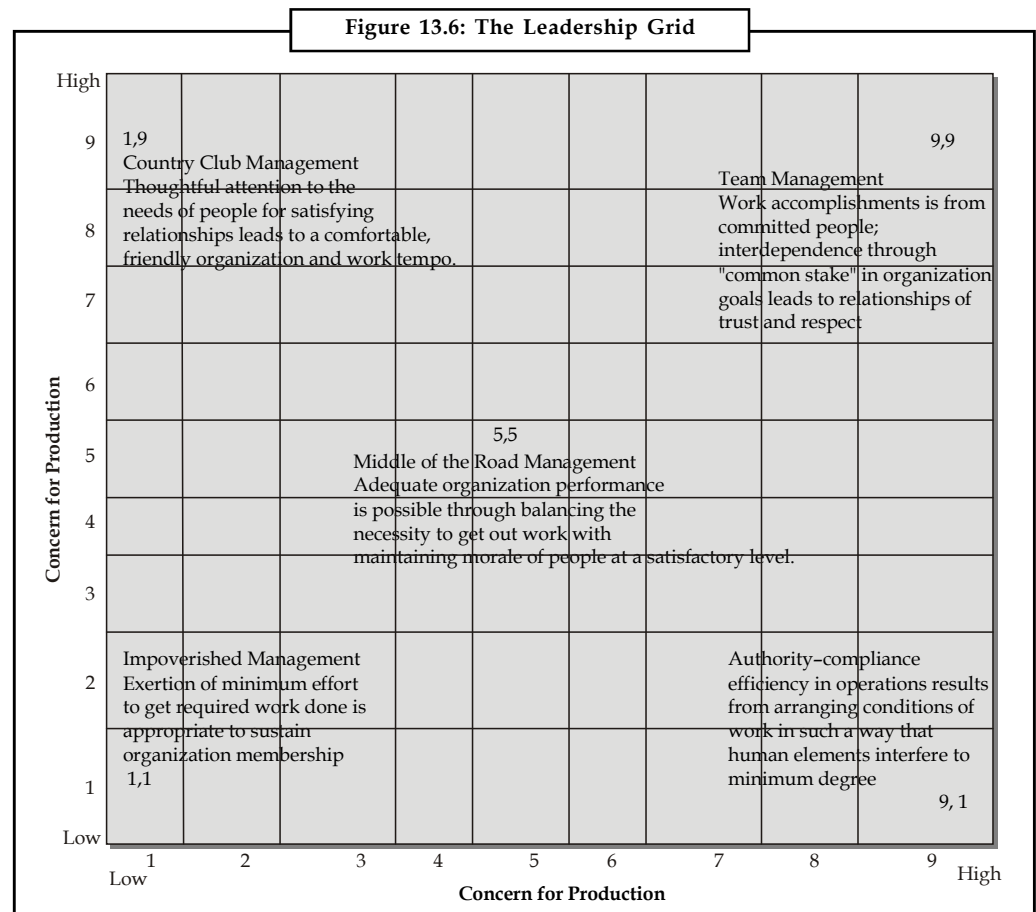 Figure 13.6: The Leadership Grid
High
9
8
7
6
5
4
3
2
1
Low
Concern for Production
1,9
Country Club Management
Thoughtful attention to the
needs of people for satisfying
relationships leads to a comfortable,
friendly organization and work tempo.
9,9
Team Management
Work accomplishments is from
committed people;
interdependence through
"common stake" in organization
goals leads to relationships of
trust and respect
5,5
Middle of the Road Management
Adequate organization performance
is possible through balancing the
necessity to get out work with
maintaining morale of people at a satisfactory level.
Impoverished Management
Exertion of minimum effort
to get required work done is
appropriate to sustain
organization membership
1,1
Authority–compliance
efficiency in operations results
from arranging conditions of
work in such a way that
human elements interfere to
minimum degree
9, 1
1 2 3 4 5 6 7 8 9
Low High
Concern for Production